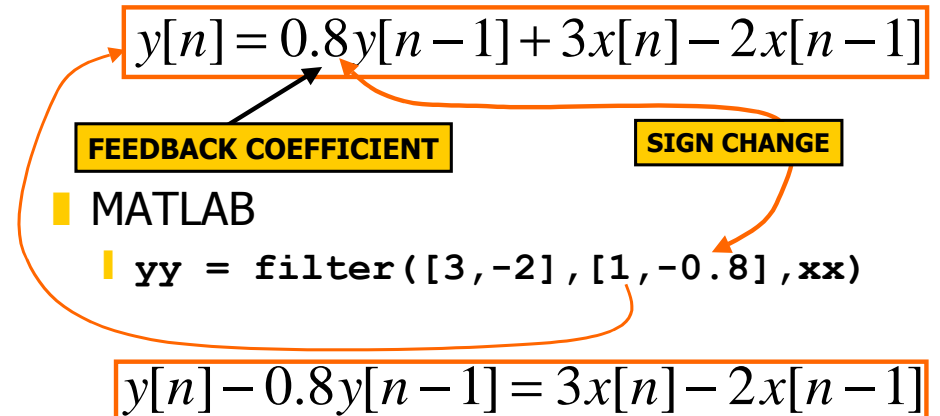 y[n] = 0.8y[n−1] + 3x[n] − 2x[n−1]
FEEDBACK COEFFICIENT
SIGN CHANGE
MATLAB
yy = filter([3,-2],[1,-0.8],xx)
y[n] − 0.8y[n−1] = 3x[n] − 2x[n−1]